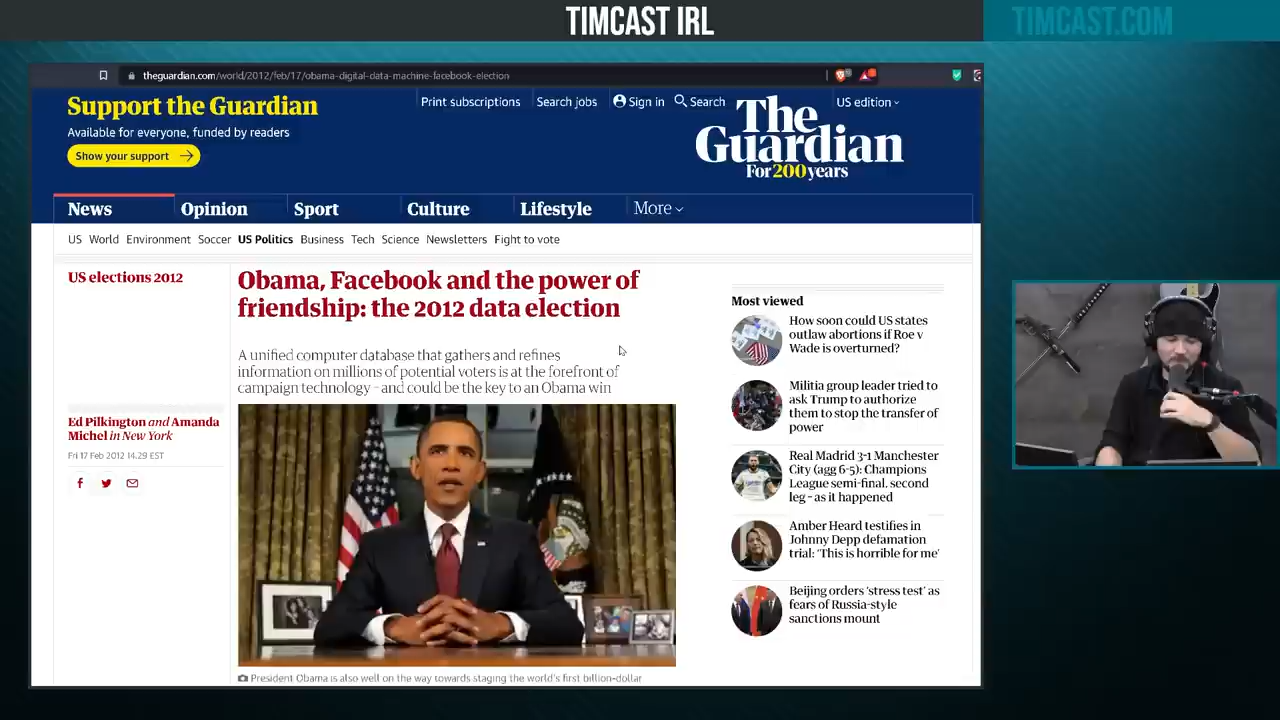 TIMCAST IRL
TIMCAST.COM
theguardian.com/world/2012/feb/17/obama-digital-data-machine-facebook-election
Support the Guardian
Available for everyone, funded by readers
Show your support
Print subscriptions
Search jobs
Sign in
Search
US edition
The
Guardian
For 200 years
News
Opinion
Sport
Culture
Lifestyle
More
US World Environment Soccer US Politics Business Tech Science Newsletters Fight to vote
US elections 2012
Obama, Facebook and the power of
friendship: the 2012 data election
A unified computer database that gathers and refines
information on millions of potential voters is at the forefront of
campaign technology – and could be the key to an Obama win
Ed Pilkington and Amanda
Michel in New York
Fri 17 Feb 2012 14.29 EST
President Obama is also well on the way towards staging the world's first billion-dollar
Most viewed
How soon could US states
outlaw abortions if Roe v
Wade is overturned?
Militia group leader tried to
ask Trump to authorize
them to stop the transfer of
power
Real Madrid 3-1 Manchester
City (agg 6-5): Champions
League semi-final, second
leg – as it happened
Amber Heard testifies in
Johnny Depp defamation
trial: 'This is horrible for me'
Beijing orders 'stress test' as
fears of Russia-style
sanctions mount